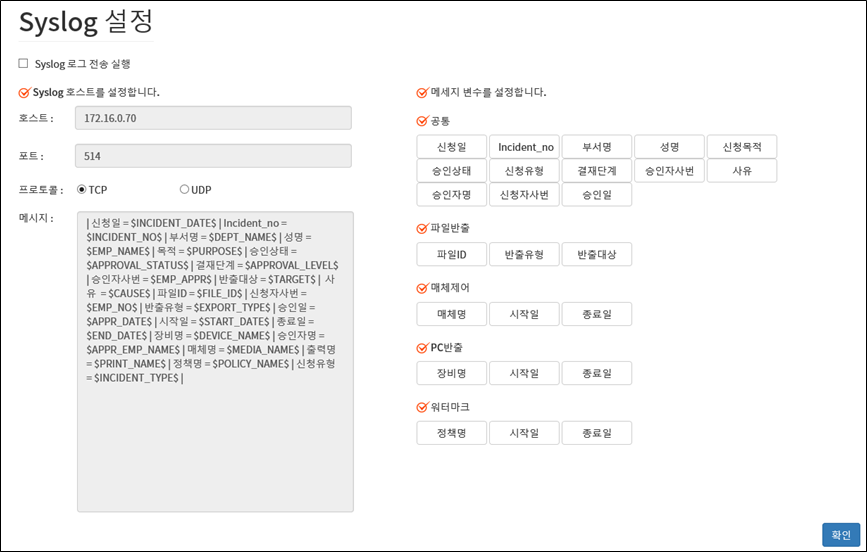 Syslog 설정
Syslog 로그 전송 실행
Syslog 호스트를 설정합니다.
호스트 : 172.16.0.70
포트 : 514
프로토콜 : TCP UDP
메시지 :
| 신청일 = $INCIDENT_DATE$ | Incident_no =
$INCIDENT_NO$ | 부서명 = $DEPT_NAME$ | 성명 =
$EMP_NAME$ | 목적 = $PURPOSE$ | 승인상태 =
$APPROVAL_STATUS$ | 결재단계 = $APPROVAL_LEVEL$
| 승인자사번 = $EMP_APPR$ | 반출대상 = $TARGET$ | 사
유 = $CAUSE$ | 파일ID = $FILE_ID$ | 신청자사번 =
$EMP_NO$ | 반출유형 = $EXPORT_TYPE$ | 승인일 =
$APPR_DATE$ | 시작일 = $START_DATE$ | 종료일 =
$END_DATE$ | 장비명 = $DEVICE_NAME$ | 승인자명 =
$APPR_EMP_NAME$ | 매체명 = $MEDIA_NAME$ | 출력명
= $PRINT_NAME$ | 정책명 = $POLICY_NAME$ | 신청유형
= $INCIDENT_TYPE$ |
메세지 변수를 설정합니다.
공통
신청일 Incident_no 부서명 성명 신청목적
승인상태 신청유형 결재단계 승인자사번 사유
승인자명 신청자사번 승인일
파일반출
파일ID 반출유형 반출대상
매체제어
매체명 시작일 종료일
PC반출
장비명 시작일 종료일
워터마크
정책명 시작일 종료일
확인